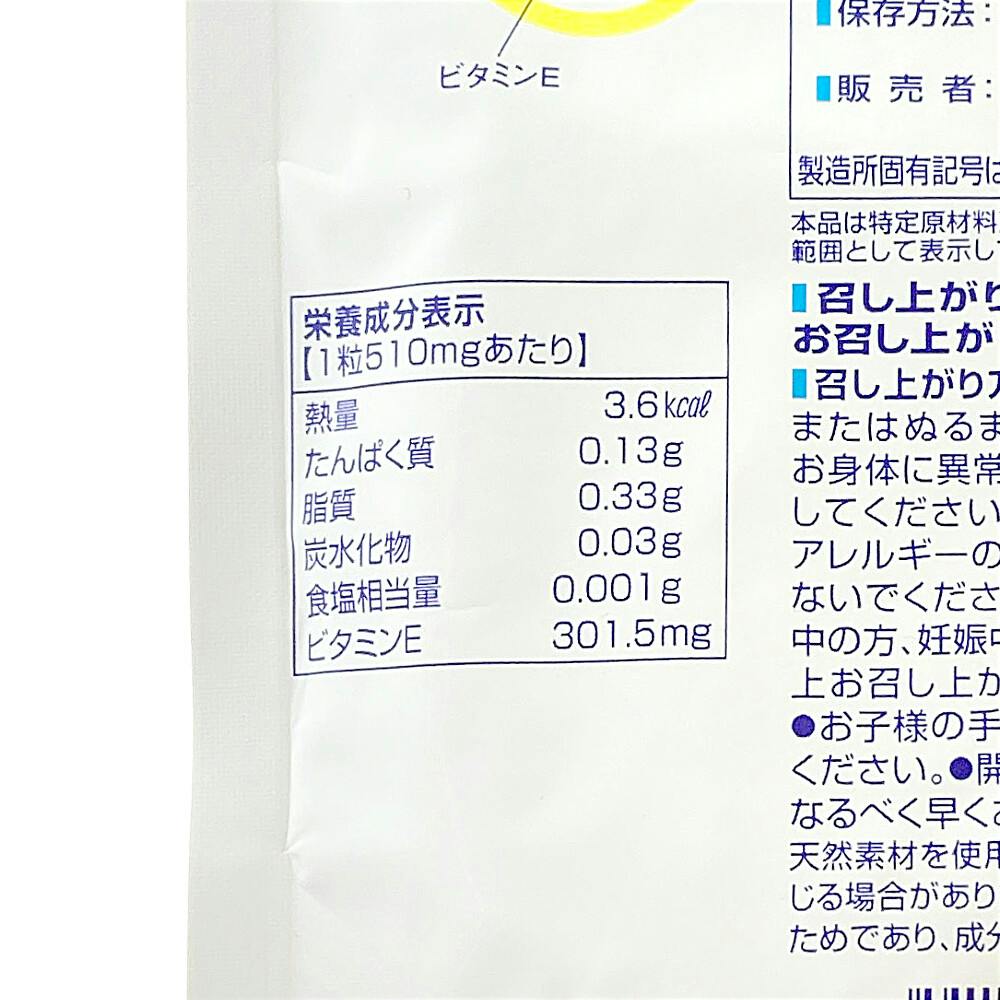 ビタミンE
保存方法:
販売者:
製造所固有記号は
本品は特定原材料
範囲として表示し
栄養成分表示
【1粒510mgあたり】
熱量 3.6kcal
たんぱく質 0.13g
脂質 0.33g
炭水化物 0.03g
食塩相当量 0.001g
ビタミンE 301.5mg
召し上がり
お召し上が
召し上がり方
またはぬるま
お身体に異常
してください
アレルギーの
ないでくださ
中の方、妊娠中
上お召し上が
●お子様の手
ください。●開
なるべく早くお
天然素材を使用
じる場合があり
ためであり、成分